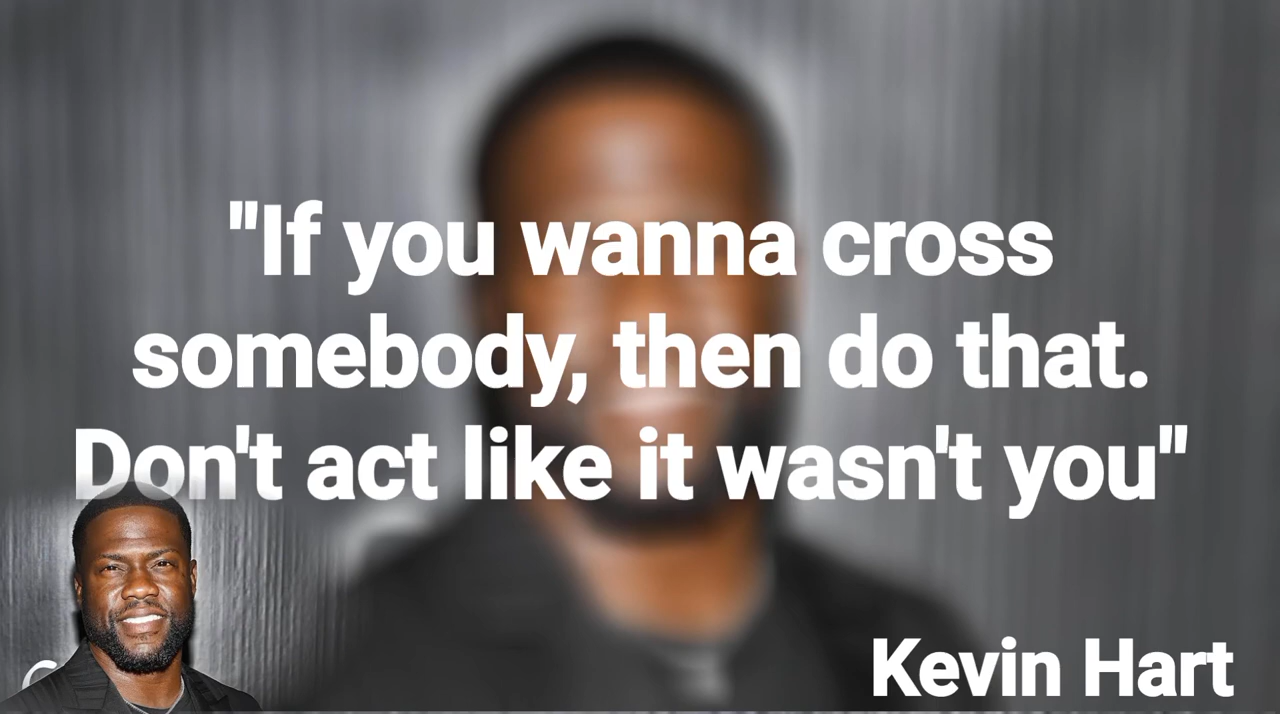 "If you wanna cross
somebody, then do that.
Don't act like it wasn't you"
Kevin Hart